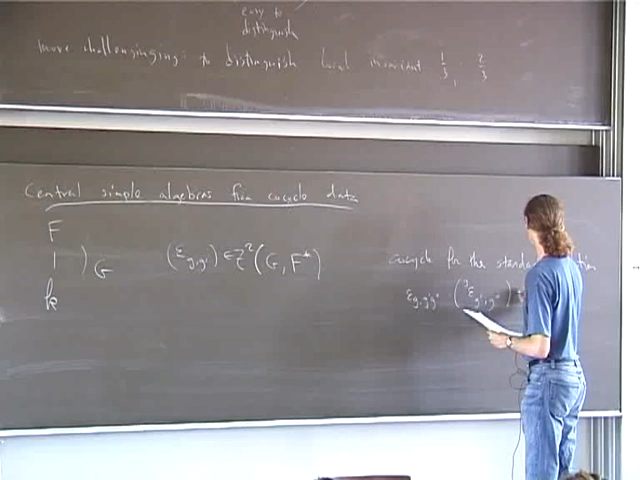 easy to
distinguish
more challenging: to distinguish local invariant 1/3, 2/3
Central simple algebras from cocycle data
F
| ) G (ε_{g,g'}) ∈ Z²(G, F*)
k
cocycle for the standard
ε_{g,g'g''} (^gε_{g',g''})